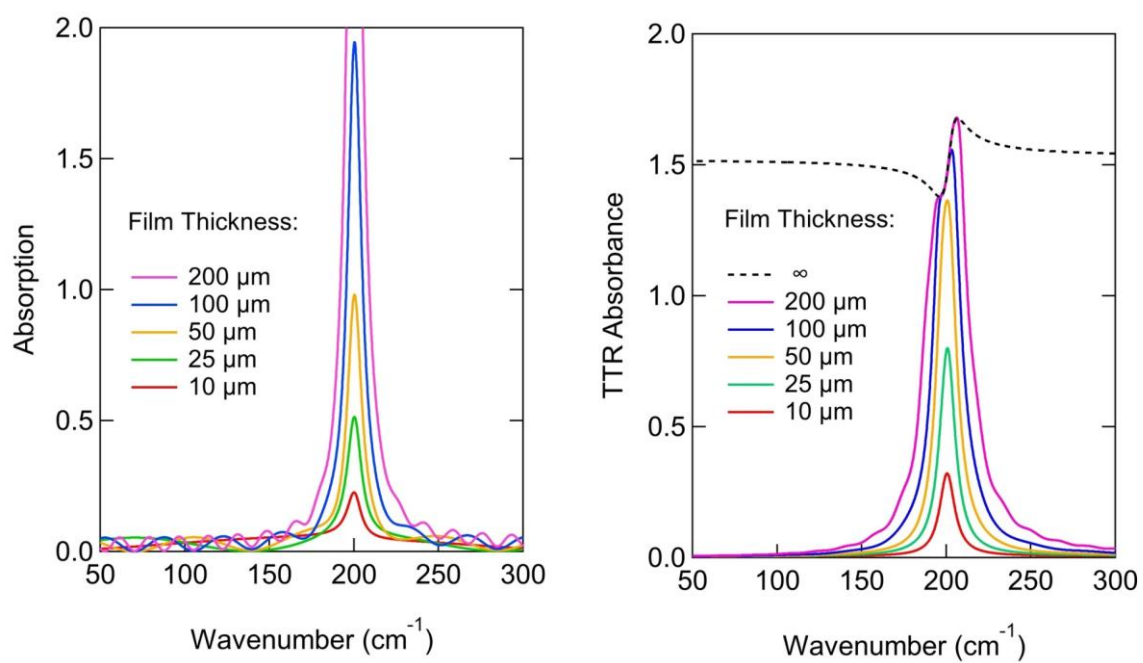 2.0
1.5
1.0
0.5
0.0
Absorption
Film Thickness:
200 µm
100 µm
50 µm
25 µm
10 µm
50 100 150 200 250 300
Wavenumber (cm⁻¹)
2.0
1.5
1.0
0.5
0.0
TTR Absorbance
Film Thickness:
∞
200 µm
100 µm
50 µm
25 µm
10 µm
50 100 150 200 250 300
Wavenumber (cm⁻¹)